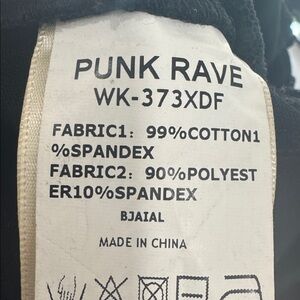 PUNK RAVE
WK-373XDF
FABRIC1: 99%COTTON1
%SPANDEX
FABRIC2: 90%POLYEST
ER10%SPANDEX
BJAIAL
MADE IN CHINA